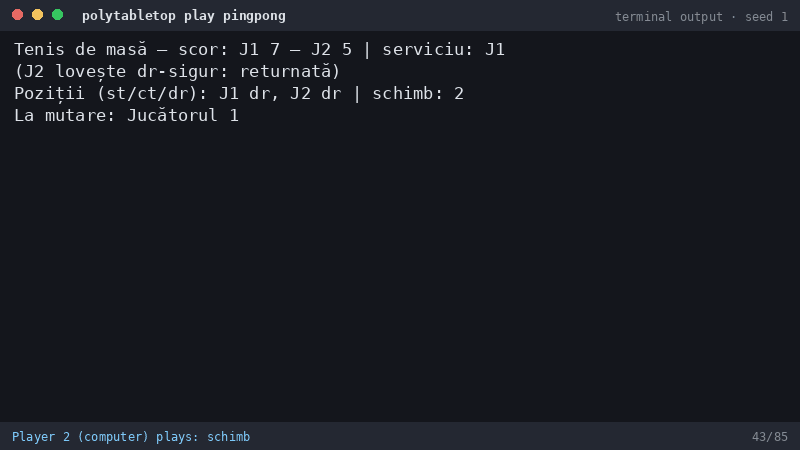 polytabletop play pingpong
terminal output · seed 1
Tenis de masă — scor: J1 7 – J2 5 | serviciu: J1
(J2 lovește dr-sigur: returnată)
Poziții (st/ct/dr): J1 dr, J2 dr | schimb: 2
La mutare: Jucătorul 1
Player 2 (computer) plays: schimb
43/85